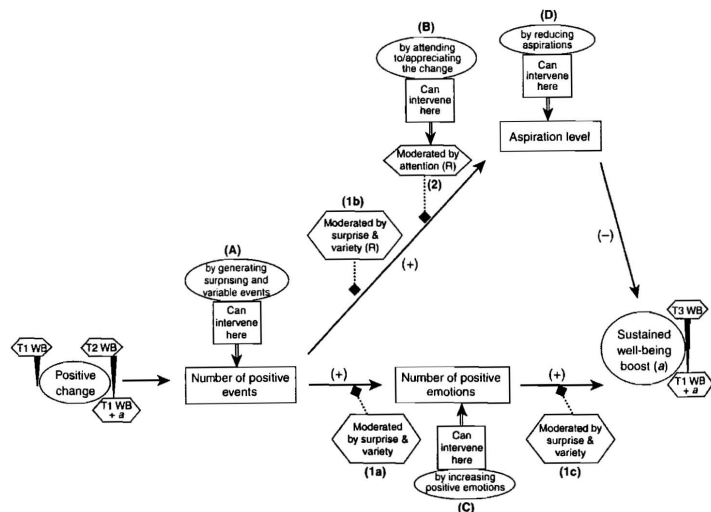 (B)
by attending
to/appreciating
the change
Can
intervene
here
Moderated by
attention (R)
(2)
(D)
by reducing
aspirations
Can
intervene
here
Aspiration level
(1b)
Moderated by
surprise &
variety (R)
(+)
(–)
(A)
by generating
surprising and
variable events
Can
intervene
here
T1 WB
Positive
change
T2 WB
T1 WB
+ a
Number of positive
events
(+)
Moderated
by surprise &
variety
(1a)
Number of positive
emotions
Can
intervene
here
by increasing
positive emotions
(C)
(+)
Moderated
by surprise &
variety
(1c)
Sustained
well-being
boost (a)
T3 WB
T1 WB
+ a